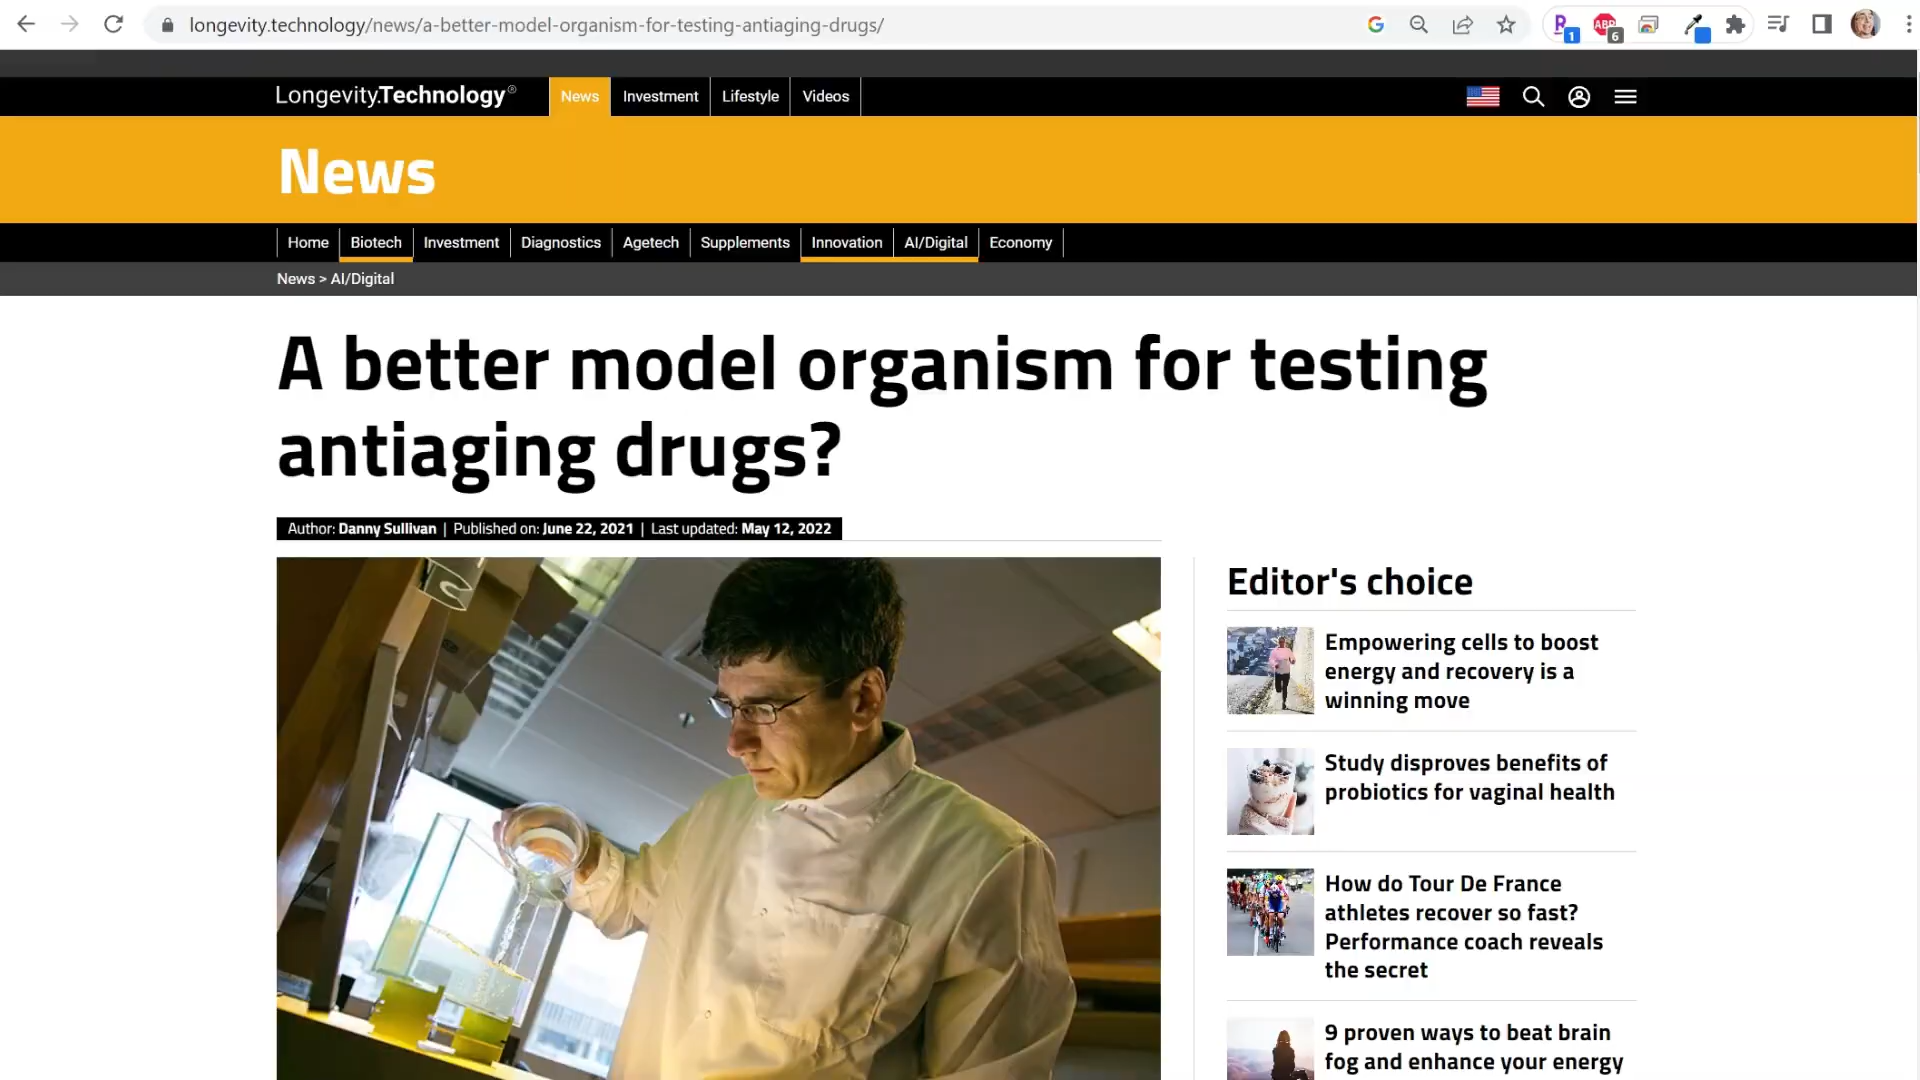 longevity.technology/news/a-better-model-organism-for-testing-antiaging-drugs/
1
ABP
6
Longevity.Technology®
News
Investment
Lifestyle
Videos
News
Home
Biotech
Investment
Diagnostics
Agetech
Supplements
Innovation
AI/Digital
Economy
News > AI/Digital
A better model organism for testing
antiaging drugs?
Author: Danny Sullivan | Published on: June 22, 2021 | Last updated: May 12, 2022
Editor's choice
Empowering cells to boost
energy and recovery is a
winning move
Study disproves benefits of
probiotics for vaginal health
How do Tour De France
athletes recover so fast?
Performance coach reveals
the secret
9 proven ways to beat brain
fog and enhance your energy